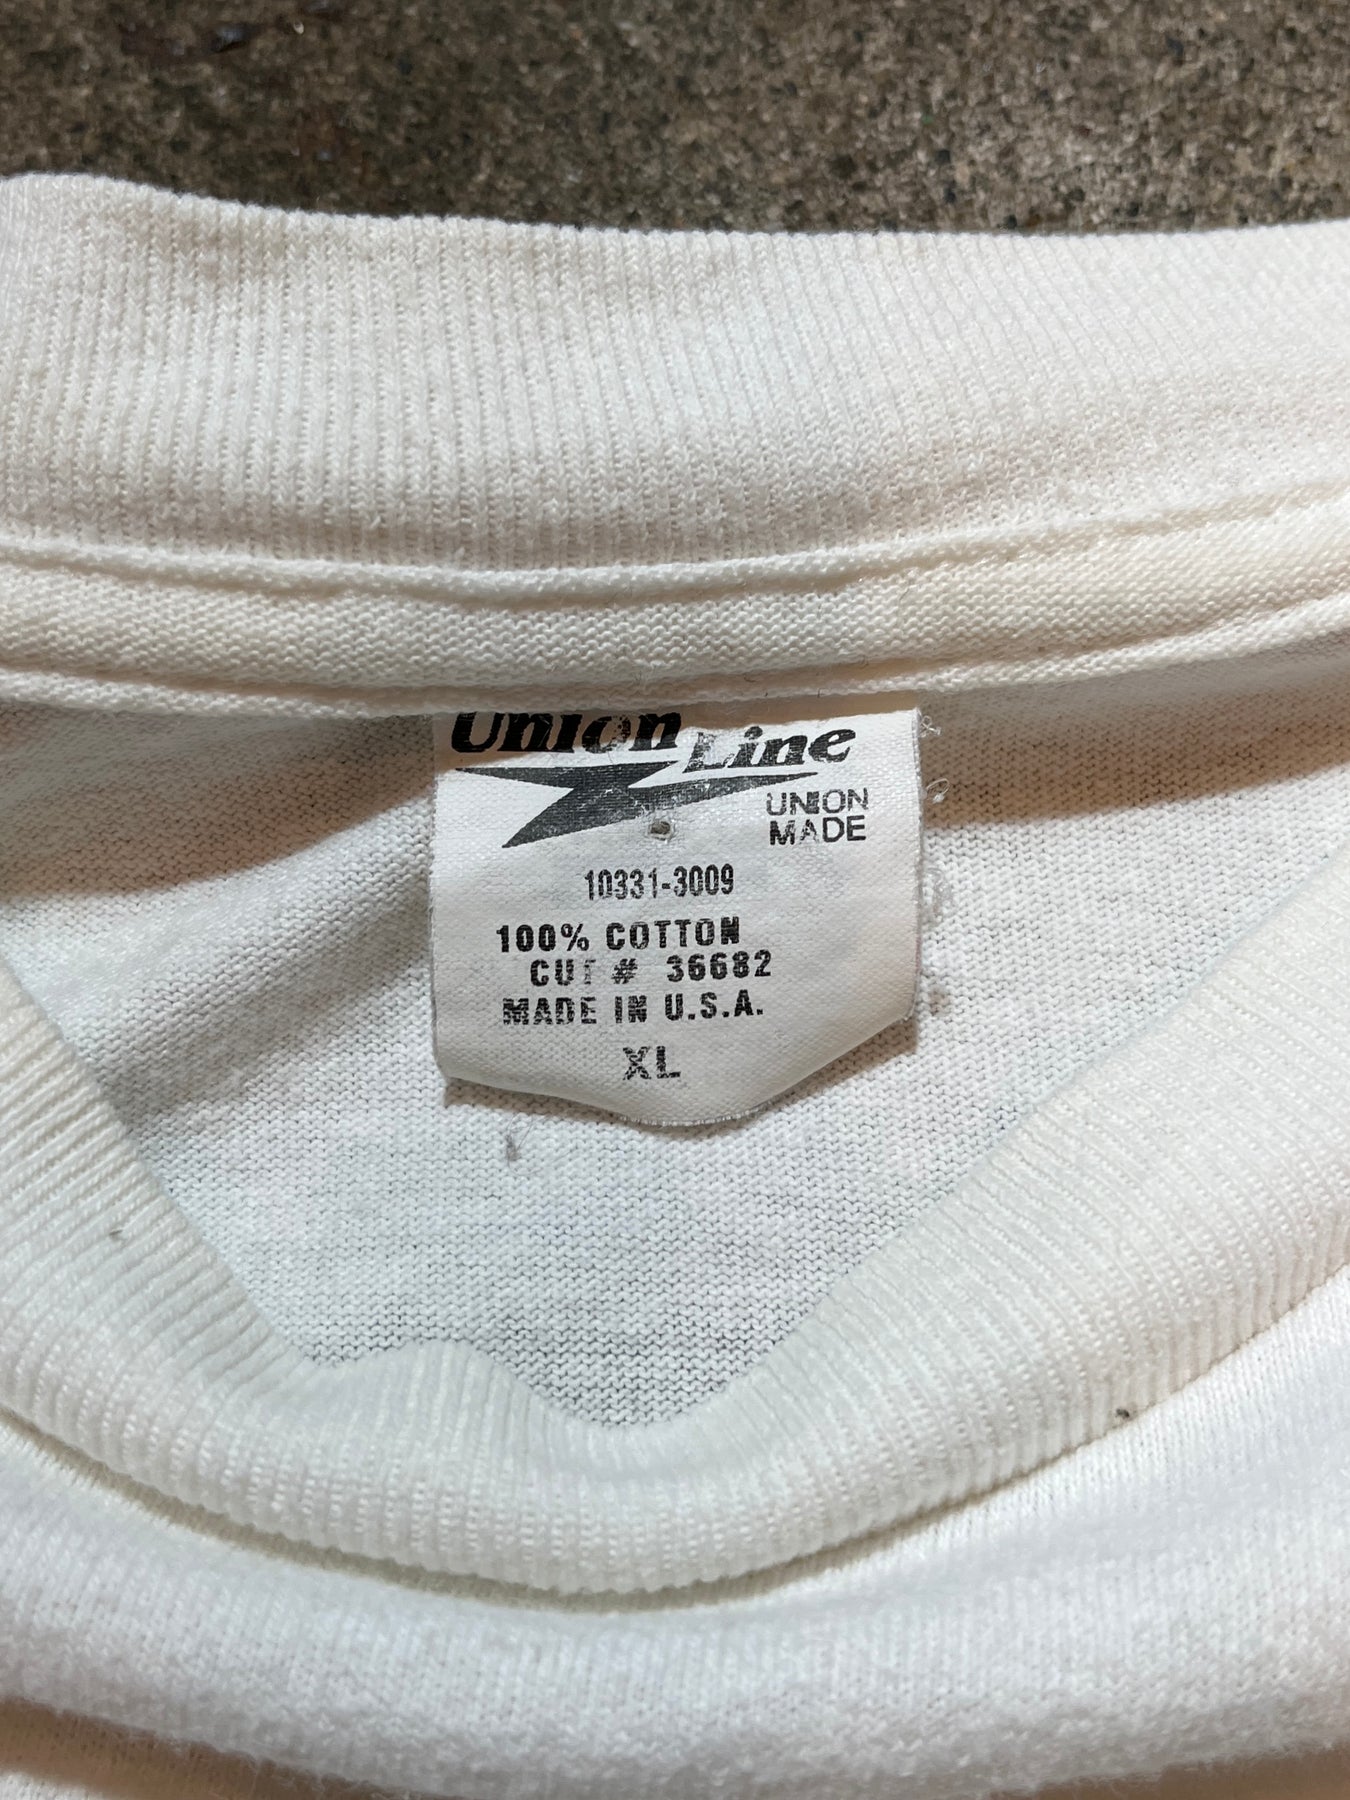 Union Line
UNION
MADE
10331-3009
100% COTTON
CUT # 36682
MADE IN U.S.A.
XL